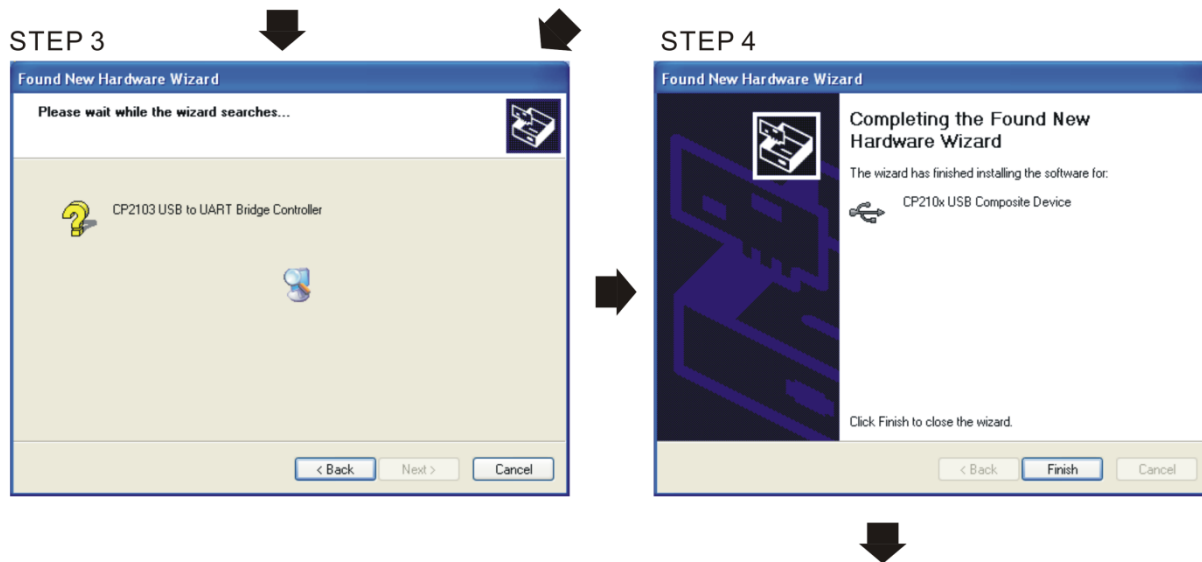 STEP 3
Found New Hardware Wizard
Please wait while the wizard searches...
CP2103 USB to UART Bridge Controller
< Back
Next >
Cancel
STEP 4
Found New Hardware Wizard
Completing the Found New
Hardware Wizard
The wizard has finished installing the software for:
CP210x USB Composite Device
Click Finish to close the wizard.
< Back
Finish
Cancel